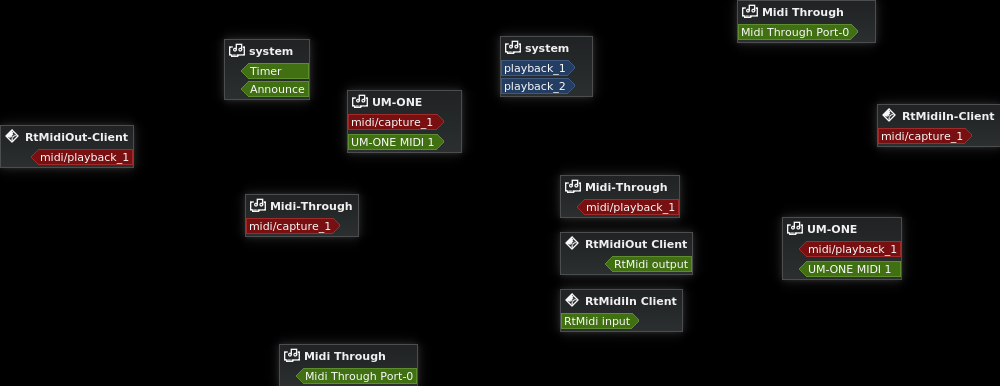 Midi Through
Midi Through Port-0
system
Timer
Announce
system
playback_1
playback_2
UM-ONE
midi/capture_1
UM-ONE MIDI 1
RtMidiIn-Client
midi/capture_1
RtMidiOut-Client
midi/playback_1
Midi-Through
midi/capture_1
Midi-Through
midi/playback_1
RtMidiOut Client
RtMidi output
UM-ONE
midi/playback_1
UM-ONE MIDI 1
RtMidiIn Client
RtMidi input
Midi Through
Midi Through Port-0